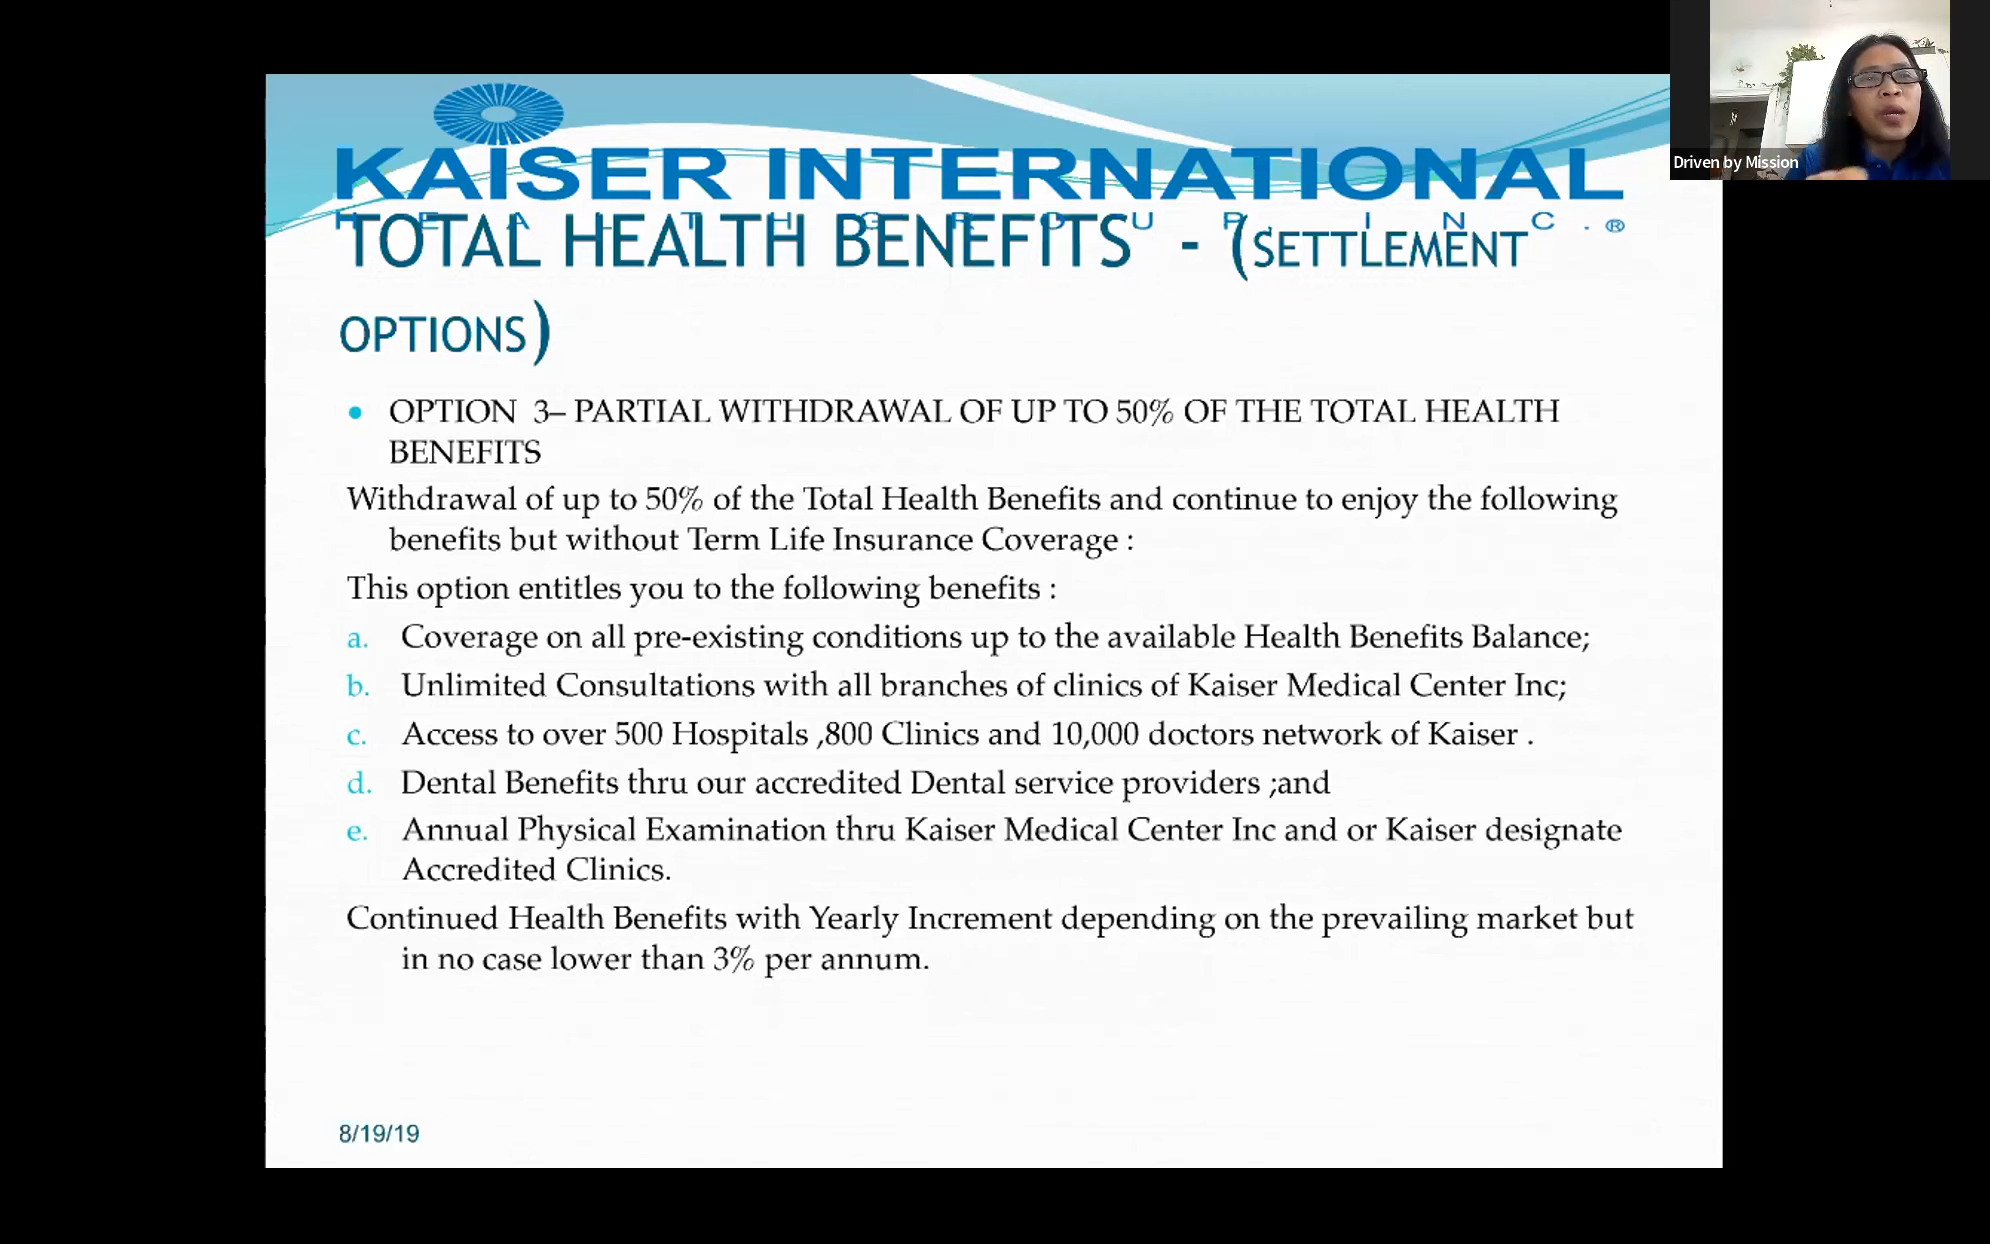 KAISER INTERNATIONAL
H E A L T H G R O U P , I N C . ®
TOTAL HEALTH BENEFITS - (SETTLEMENT
OPTIONS)
• OPTION 3– PARTIAL WITHDRAWAL OF UP TO 50% OF THE TOTAL HEALTH
BENEFITS
Withdrawal of up to 50% of the Total Health Benefits and continue to enjoy the following
benefits but without Term Life Insurance Coverage :
This option entitles you to the following benefits :
a. Coverage on all pre-existing conditions up to the available Health Benefits Balance;
b. Unlimited Consultations with all branches of clinics of Kaiser Medical Center Inc;
c. Access to over 500 Hospitals ,800 Clinics and 10,000 doctors network of Kaiser .
d. Dental Benefits thru our accredited Dental service providers ;and
e. Annual Physical Examination thru Kaiser Medical Center Inc and or Kaiser designate
Accredited Clinics.
Continued Health Benefits with Yearly Increment depending on the prevailing market but
in no case lower than 3% per annum.
8/19/19
Driven by Mission